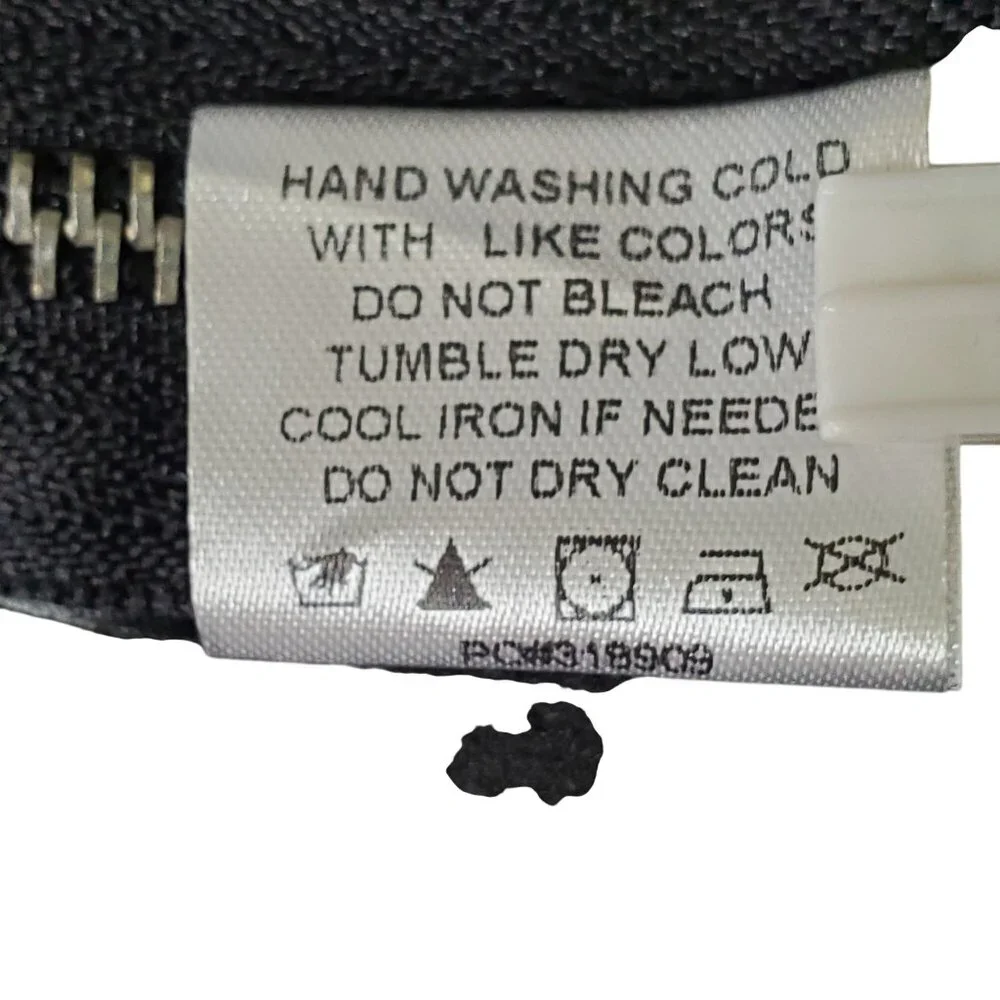 HAND WASHING COLD
WITH LIKE COLORS
DO NOT BLEACH
TUMBLE DRY LOW
COOL IRON IF NEEDE
DO NOT DRY CLEAN
PC#318909